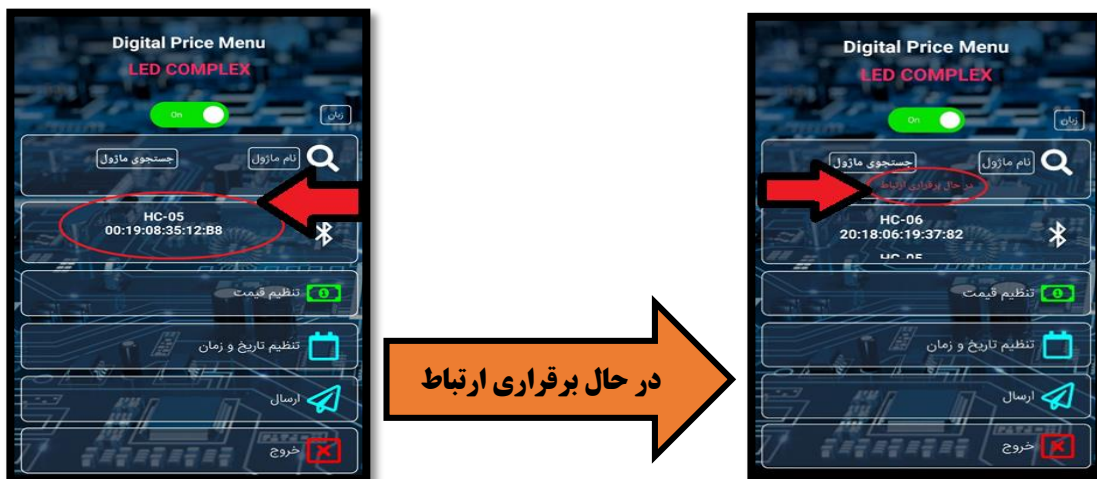 Digital Price Menu
LED COMPLEX
On
زبان
نام ماژول
جستجوی ماژول
HC-05
00:19:08:35:12:B8
تنظیم قیمت
تنظیم تاریخ و زمان
ارسال
خروج
در حال برقراری ارتباط
Digital Price Menu
LED COMPLEX
On
زبان
نام ماژول
جستجوی ماژول
در حال برقراری ارتباط
HC-06
20:18:06:19:37:82
HC-05
تنظیم قیمت
تنظیم تاریخ و زمان
ارسال
خروج